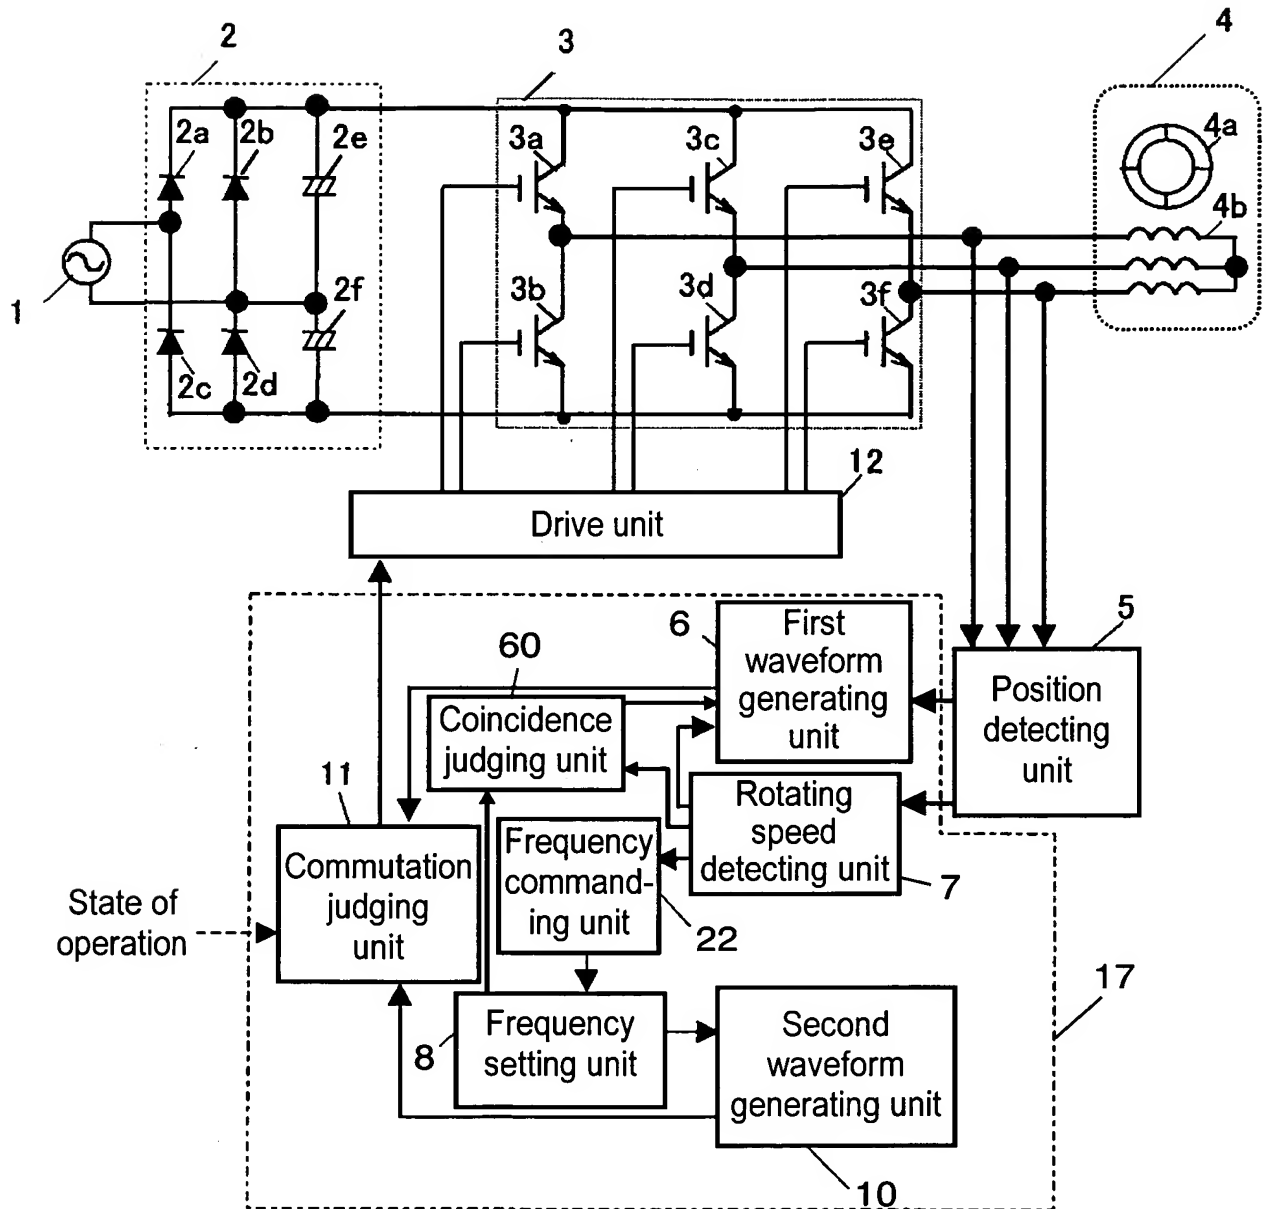 2
3
4
2a
2b
2e
3a
3c
3e
4a
4b
1
2f
3b
3d
3f
2c
2d
12
Drive unit
6
First
waveform
generating
unit
5
Position
detecting
unit
60
Coincidence
judging unit
11
Rotating
speed
detecting unit
7
Frequency
command-
ing unit
22
Commutation
judging
unit
State of
operation
17
8
Frequency
setting unit
Second
waveform
generating unit
10